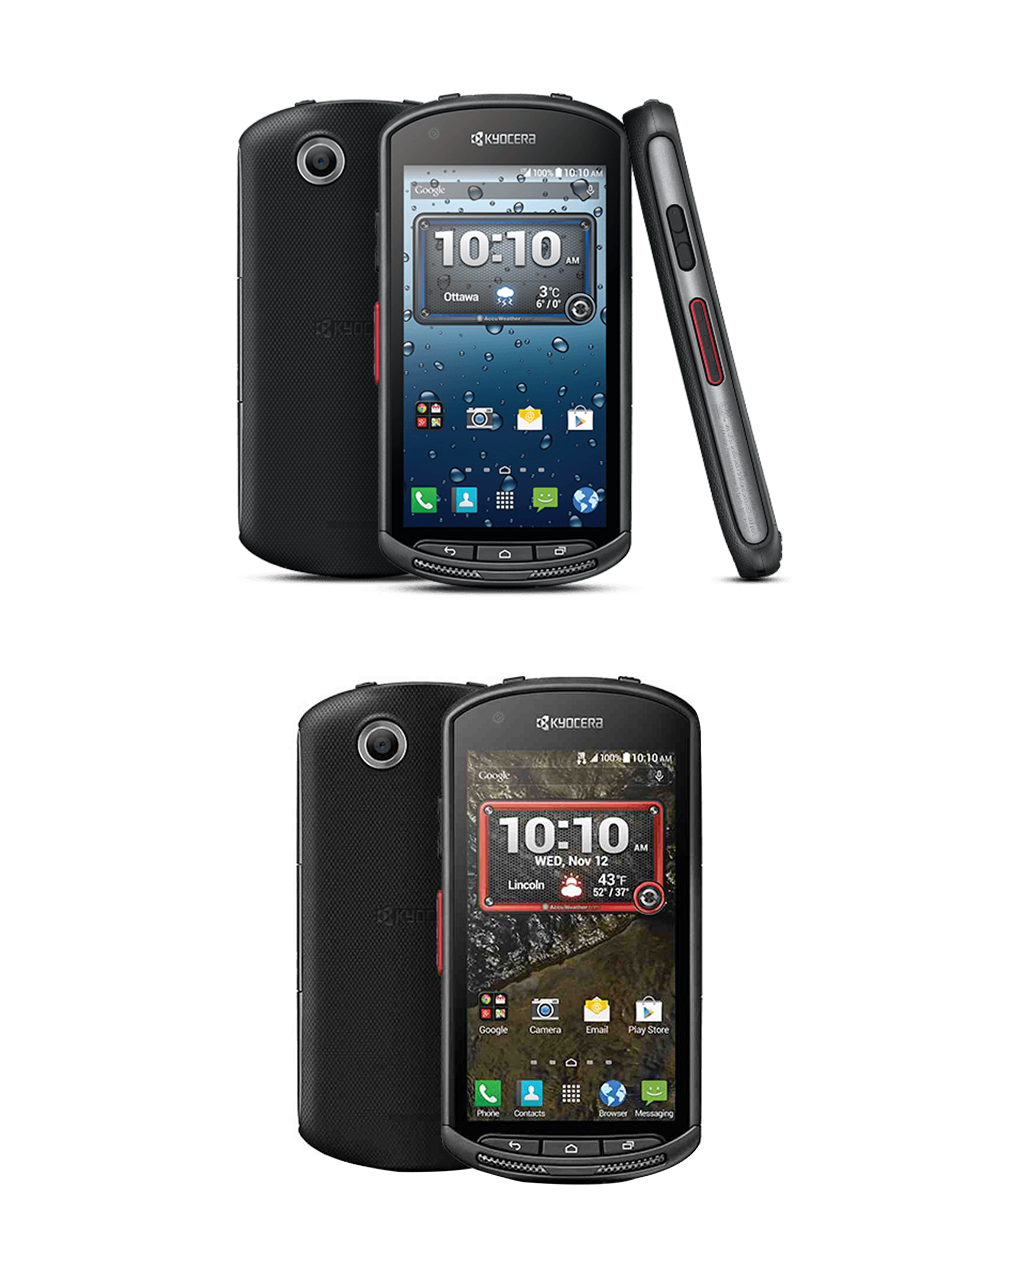 KYOCERA
100% 10:10 AM
Google
10:10 AM
Ottawa
3°C
6°/0°
AccuWeather.com
KYOC
KYOCERA
100% 10:10 AM
Google
10:10 AM
WED, Nov 12
Lincoln
43°F
52°/37°
AccuWeather.com
KYOCER
Google Camera Email Play Store
Phone Contacts Browser Messaging